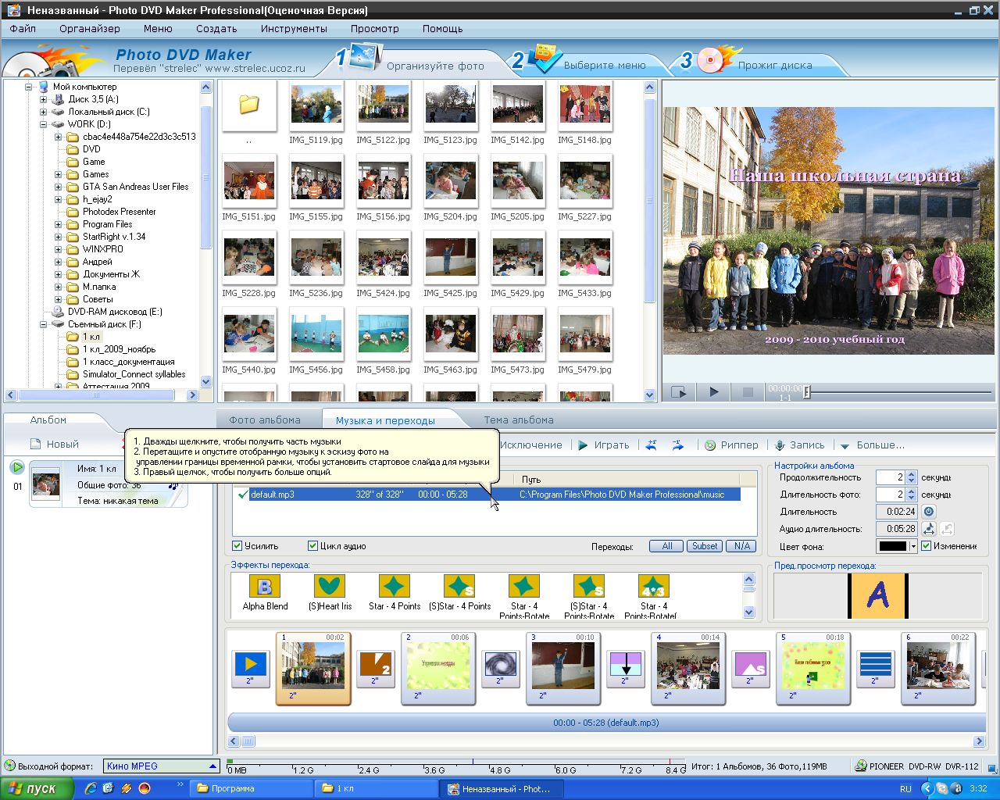 Неназванный - Photo DVD Maker Professional(Оценочная Версия)
Файл Органайзер Меню Создать Инструменты Просмотр Помощь
Photo DVD Maker
Перевёл "strelec" www.strelec.ucoz.ru
1 Организуйте фото
2 Выберите меню
3 Прожиг диска
Мой компьютер
Диск 3,5 (A:)
Локальный диск (C:)
WORK (D:)
cbac4e448a754e22d3c3c513
DVD
Game
Games
GTA San Andreas User Files
h_ejay2
Photodex Presenter
Program Files
StartRight v.1.34
WINXPRO
Андрей
Документы Ж
М.папка
Советы
DVD-RAM дисковод (E:)
Съемный диск (F:)
1 кл
1 кл_2009_ноябрь
1 класс_документация
Simulator_Connect syllables
Аттестация 2009
.. IMG_5119.jpg IMG_5122.jpg IMG_5123.jpg IMG_5142.jpg IMG_5148.jpg
IMG_5151.jpg IMG_5155.jpg IMG_5156.jpg IMG_5204.jpg IMG_5205.jpg IMG_5227.jpg
IMG_5228.jpg IMG_5236.jpg IMG_5424.jpg IMG_5425.jpg IMG_5429.jpg IMG_5433.jpg
IMG_5440.jpg IMG_5456.jpg IMG_5458.jpg IMG_5463.jpg IMG_5473.jpg IMG_5479.jpg
Наша школьная страна
2009 - 2010 учебный год
00:00:00
1-1
Альбом
Новый
01
Имя: 1 кл
Общие фото: 36
Тема: никакая тема
Фото альбома Музыка и переходы Тема альбома
1. Дважды щелкните, чтобы получить часть музыки
2. Перетащите и опустите отобранную музыку к эскизу фото на
управлении границы временной рамки, чтобы установить стартовое слайда для музыки
3. Правый щелчок, чтобы получить больше опций.
Исключение Играть Риппер Запись Больше...
Путь
default.mp3 328" of 328" 00:00 - 05:28 C:\Program Files\Photo DVD Maker Professional\music
Усилить Цикл аудио Переходы: All Subset N/A
Настройки альбома
Продолжительность 2 секунды
Длительность фото: 2 секунды
Длительность 0:02:24
Аудио длительность: 0:05:28
Цвет фона: Изменение
Эффекты перехода:
Alpha Blend (S)Heart Iris Star - 4 Points (S)Star - 4 Points Star - 4 Points-Rotate (S)Star - 4 Points-Rotate Star - 4 Points-Rotate(
B S S 4*3
Пред.просмотр перехода:
A
1 00:02 2 00:06 3 00:10 4 00:14 5 00:18 6 00:22
2 S
2" 2" 2" 2" 2" 2" 2" 2" 2" 2" 2" 2"
00:00 - 05:28 (default.mp3)
Выходной формат: Кино MPEG
0 MB 1.2 G 2.4 G 3.6 G 4.8 G 6.0 G 7.2 G 8.4 G
Итог: 1 Альбомов, 36 Фото,119MB
PIONEER DVD-RW DVR-112
пуск
Программа
1 кл
Неназванный - Phot...
RU
3:32